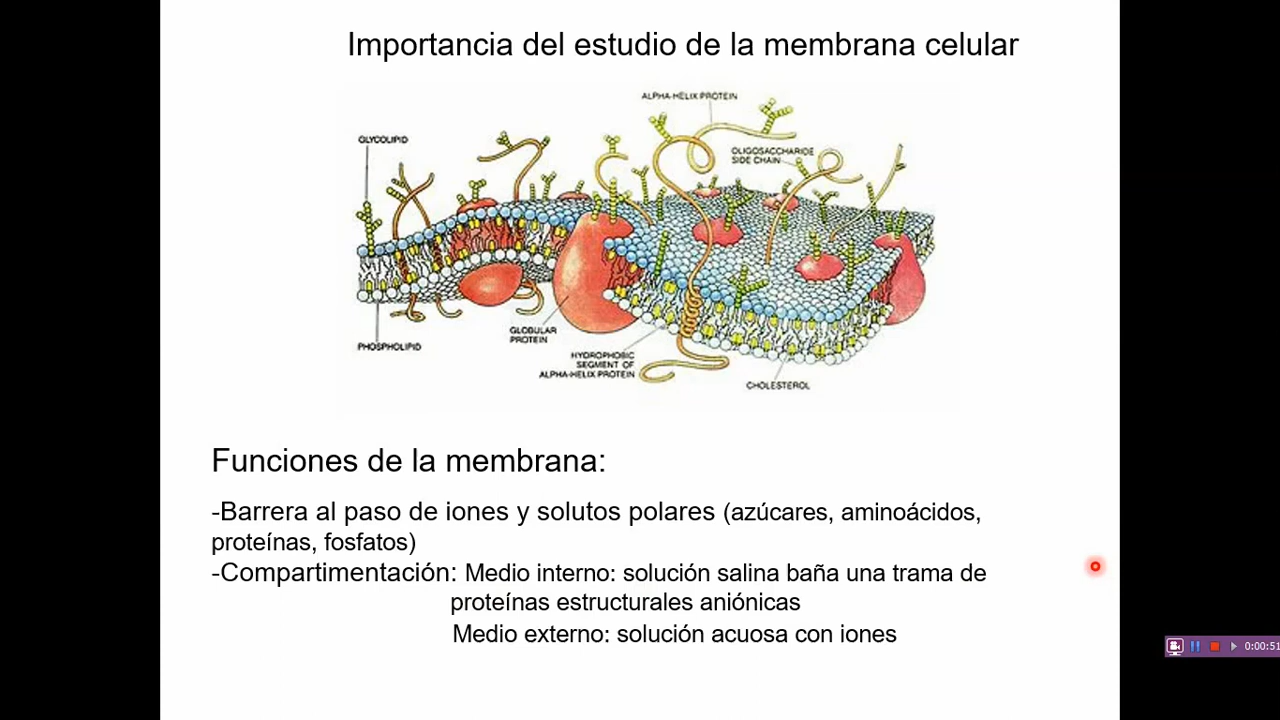 Importancia del estudio de la membrana celular
ALPHA-HELIX PROTEIN
GLYCOLIPID
OLIGOSACCHARIDE
SIDE CHAIN
GLOBULAR
PROTEIN
PHOSPHOLIPID
HYDROPHOBIC
SEGMENT OF
ALPHA-HELIX PROTEIN
CHOLESTEROL
Funciones de la membrana:
-Barrera al paso de iones y solutos polares (azúcares, aminoácidos,
proteínas, fosfatos)
-Compartimentación: Medio interno: solución salina baña una trama de
proteínas estructurales aniónicas
Medio externo: solución acuosa con iones
0:00:51